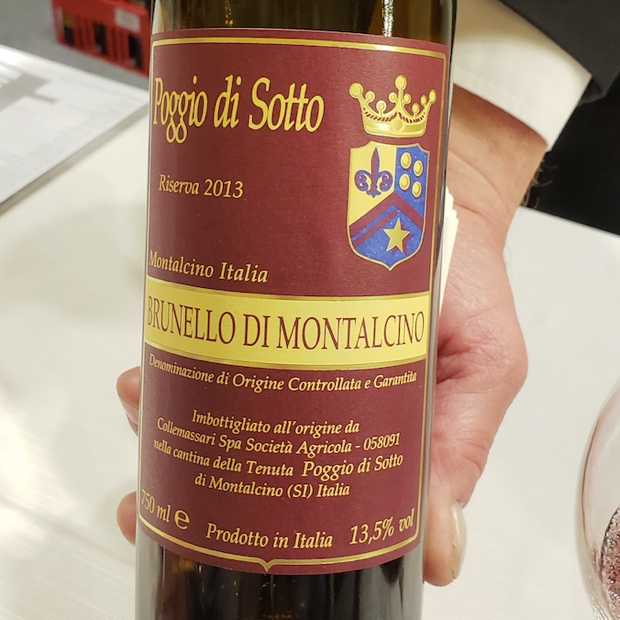 Poggio di Sotto
Riserva 2013
Montalcino Italia
BRUNELLO DI MONTALCINO
Denominazione di Origine Controllata e Garantita
Imbottigliato all'origine da
Collemassari Spa Società Agricola - 058091
nella cantina della Tenuta Poggio di Sotto
di Montalcino (SI) Italia
750 ml e Prodotto in Italia 13,5% vol